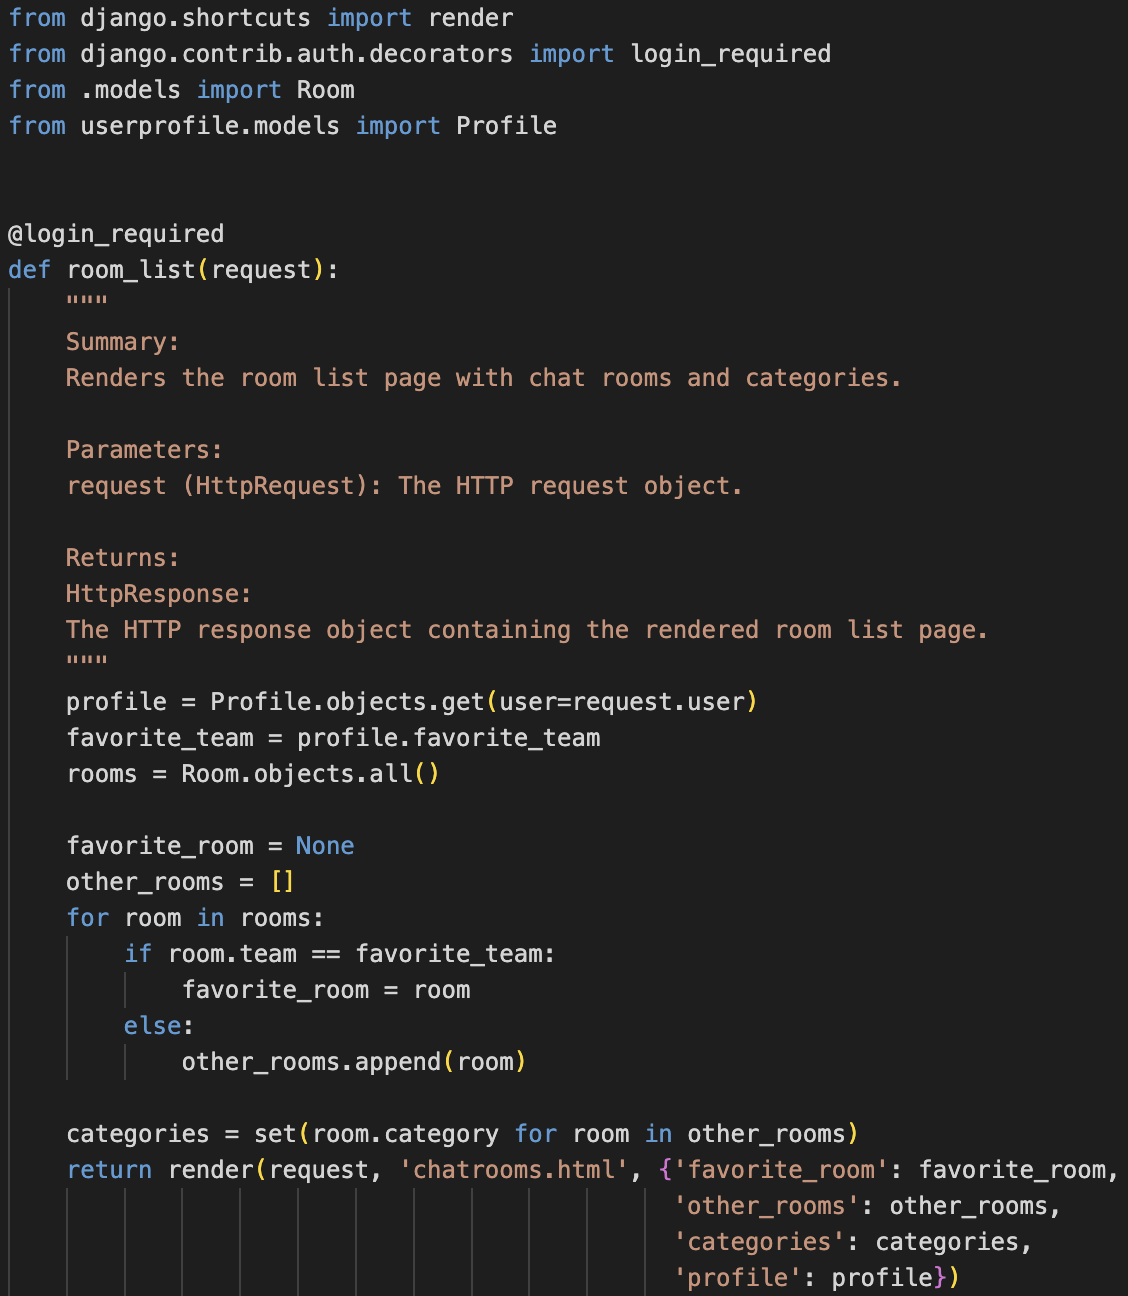 from django.shortcuts import render
from django.contrib.auth.decorators import login_required
from .models import Room
from userprofile.models import Profile
@login_required
def room_list(request):
    """
    Summary:
    Renders the room list page with chat rooms and categories.
    Parameters:
    request (HttpRequest): The HTTP request object.
    Returns:
    HttpResponse:
    The HTTP response object containing the rendered room list page.
    """
    profile = Profile.objects.get(user=request.user)
    favorite_team = profile.favorite_team
    rooms = Room.objects.all()
    favorite_room = None
    other_rooms = []
    for room in rooms:
        if room.team == favorite_team:
            favorite_room = room
        else:
            other_rooms.append(room)
    categories = set(room.category for room in other_rooms)
    return render(request, 'chatrooms.html', {'favorite_room': favorite_room,
                                              'other_rooms': other_rooms,
                                              'categories': categories,
                                              'profile': profile})